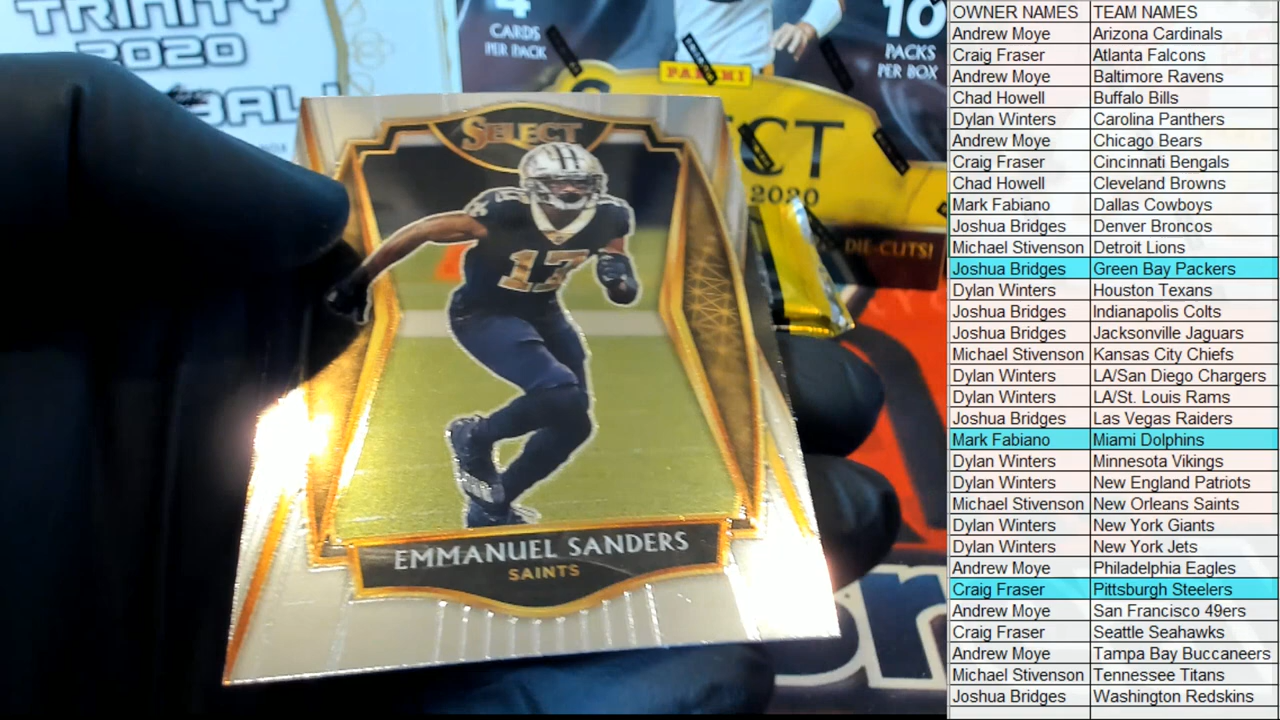 TRINITY
2020
4
CARDS
PER PACK
10
PACKS
PER BOX
PANINI
2020
DIE-CUTS!
SELECT
17
EMMANUEL SANDERS
SAINTS
OWNER NAMES TEAM NAMES
Andrew Moye Arizona Cardinals
Craig Fraser Atlanta Falcons
Andrew Moye Baltimore Ravens
Chad Howell Buffalo Bills
Dylan Winters Carolina Panthers
Andrew Moye Chicago Bears
Craig Fraser Cincinnati Bengals
Chad Howell Cleveland Browns
Mark Fabiano Dallas Cowboys
Joshua Bridges Denver Broncos
Michael Stivenson Detroit Lions
Joshua Bridges Green Bay Packers
Dylan Winters Houston Texans
Joshua Bridges Indianapolis Colts
Joshua Bridges Jacksonville Jaguars
Michael Stivenson Kansas City Chiefs
Dylan Winters LA/San Diego Chargers
Dylan Winters LA/St. Louis Rams
Joshua Bridges Las Vegas Raiders
Mark Fabiano Miami Dolphins
Dylan Winters Minnesota Vikings
Dylan Winters New England Patriots
Michael Stivenson New Orleans Saints
Dylan Winters New York Giants
Dylan Winters New York Jets
Andrew Moye Philadelphia Eagles
Craig Fraser Pittsburgh Steelers
Andrew Moye San Francisco 49ers
Craig Fraser Seattle Seahawks
Andrew Moye Tampa Bay Buccaneers
Michael Stivenson Tennessee Titans
Joshua Bridges Washington Redskins